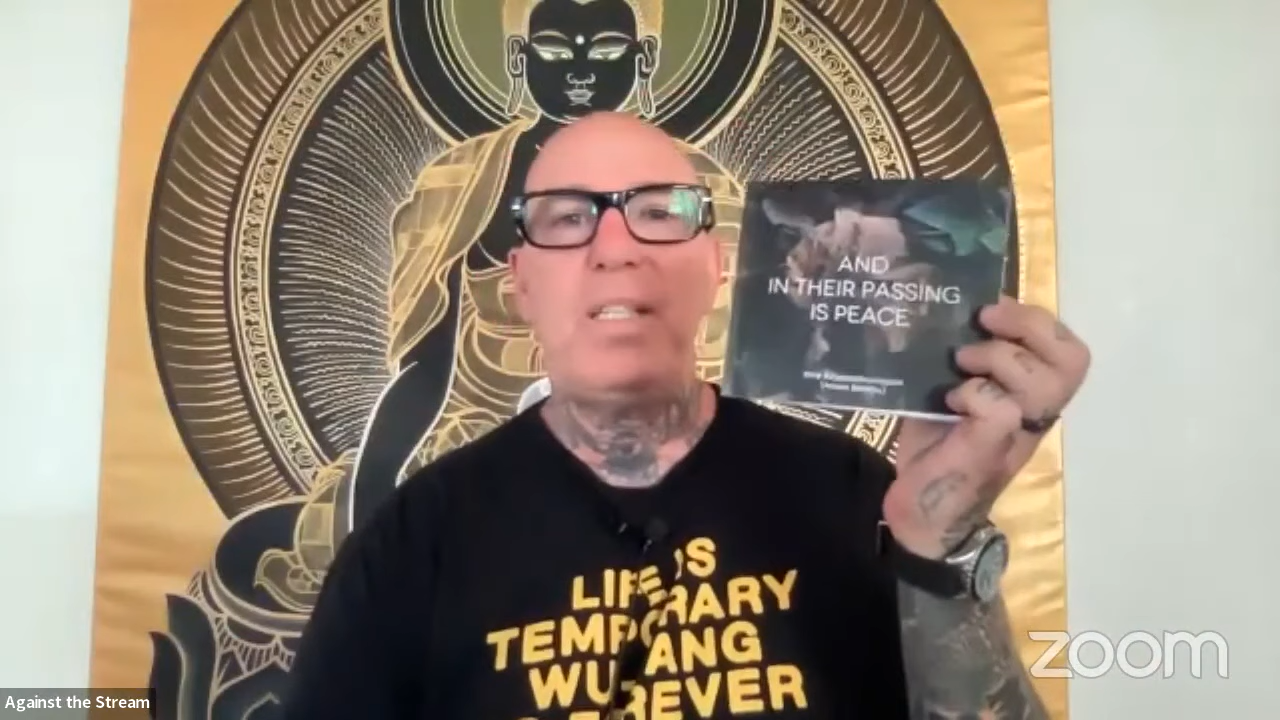 AND
IN THEIR PASSING
IS PEACE
LIFE IS
TEMPORARY
WU TANG
FOREVER
zoom
Against the Stream